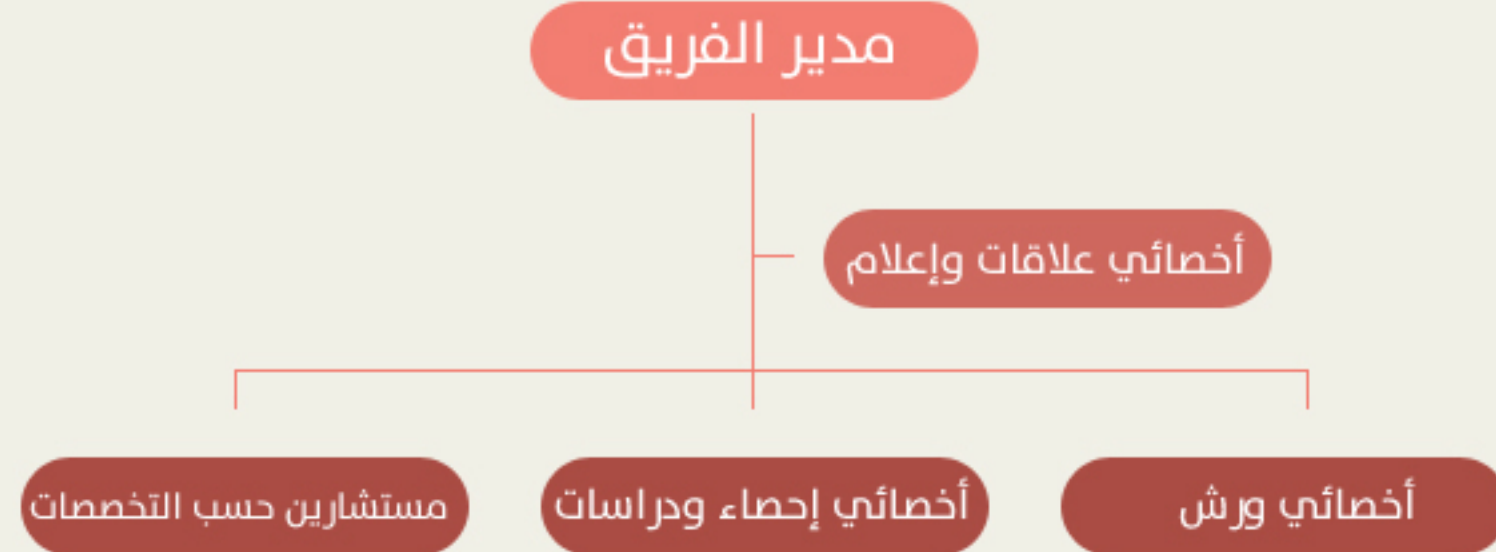 مدير الفريق
أخصائي علاقات وإعلام
أخصائي ورش
أخصائي إحصاء ودراسات
مستشارين حسب التخصصات